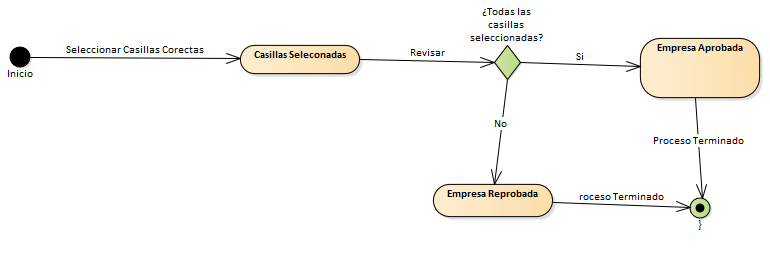 ¿Todas las
casillas
seleccionadas?
Seleccionar Casillas Corectas
Casillas Seleconadas
Revisar
Si
Empresa Aprobada
Inicio
No
Proceso Terminado
Empresa Reprobada
roceso Terminado
}